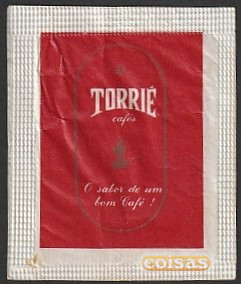 TORRIÉ
cafés
O sabor de um
bom Café !
coisas